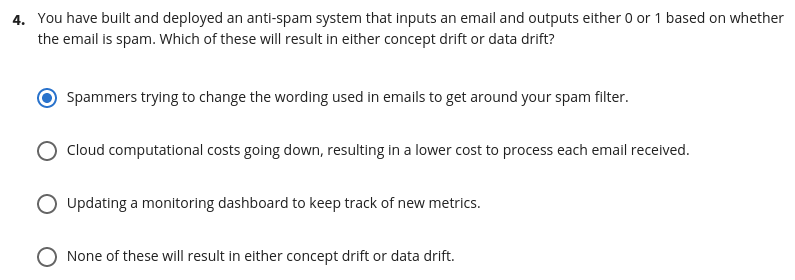 4. You have built and deployed an anti-spam system that inputs an email and outputs either 0 or 1 based on whether
the email is spam. Which of these will result in either concept drift or data drift?
Spammers trying to change the wording used in emails to get around your spam filter.
Cloud computational costs going down, resulting in a lower cost to process each email received.
Updating a monitoring dashboard to keep track of new metrics.
None of these will result in either concept drift or data drift.